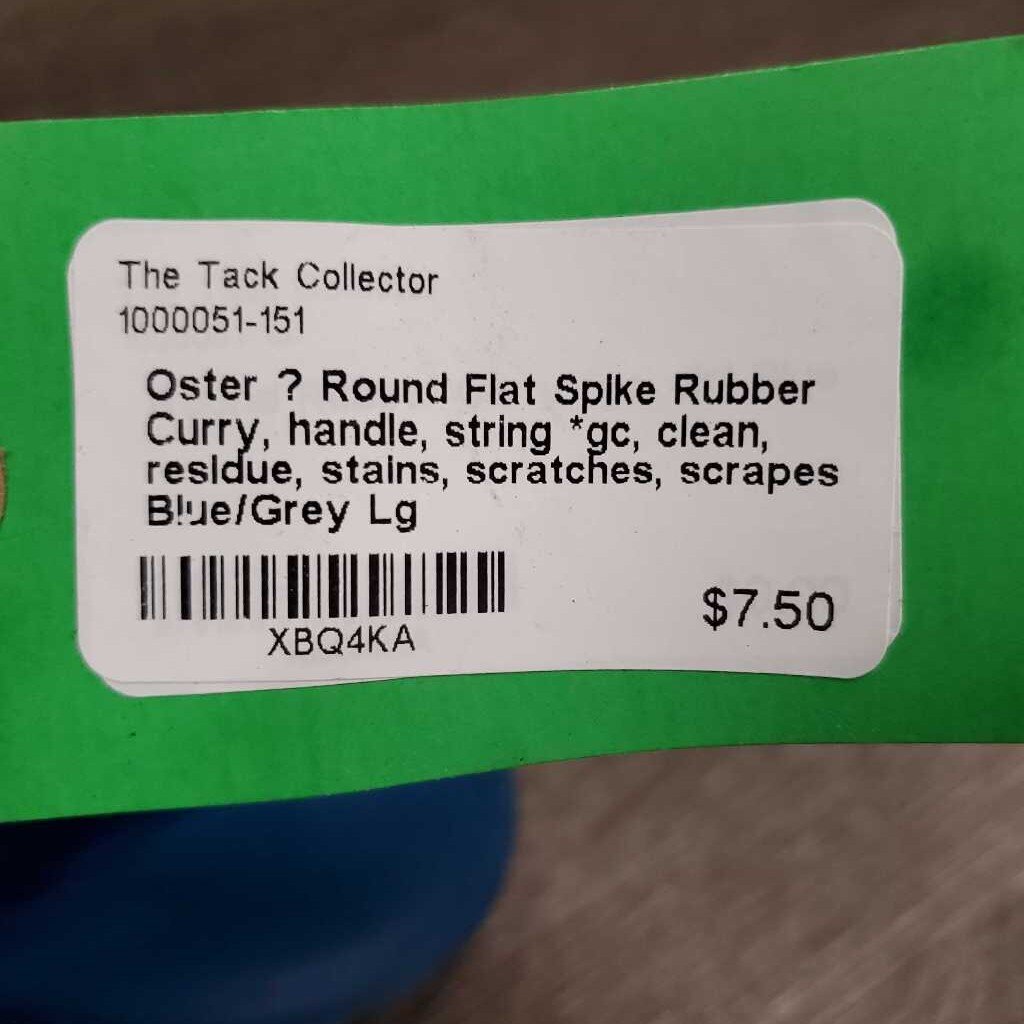 The Tack Collector
1000051-151
Oster ? Round Flat Spike Rubber
Curry, handle, string *gc, clean,
residue, stains, scratches, scrapes
Blue/Grey Lg
XBQ4KA
$7.50